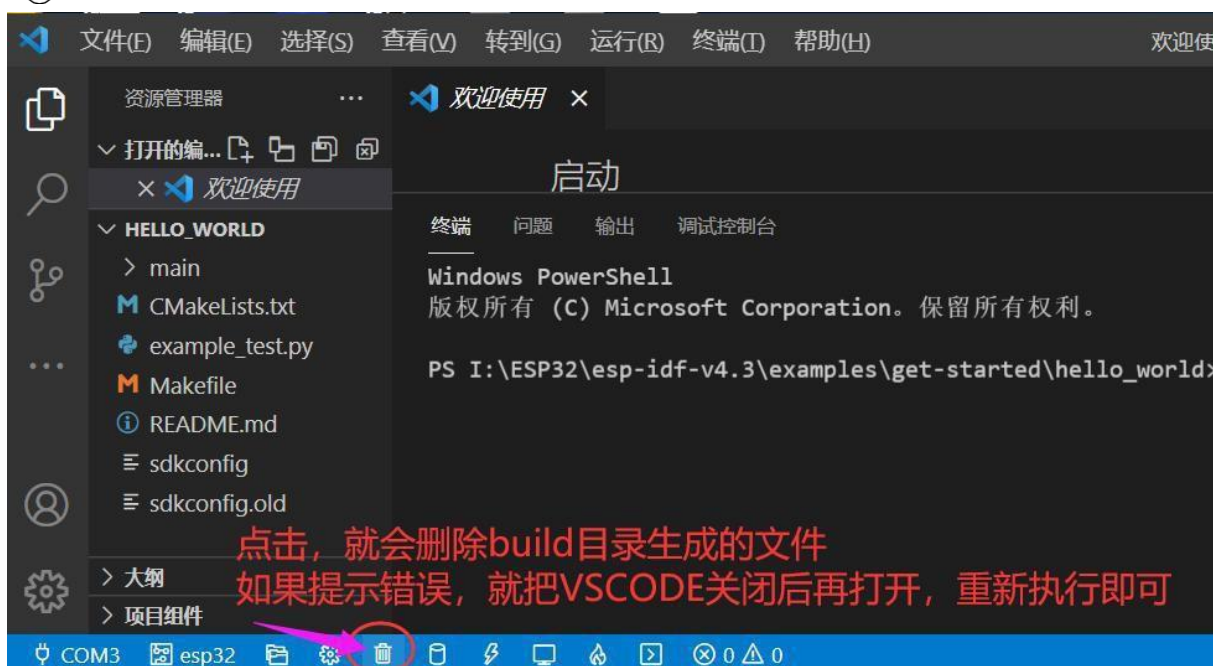 文件(F) 编辑(E) 选择(S) 查看(V) 转到(G) 运行(R) 终端(T) 帮助(H) 欢迎使
资源管理器 ···
欢迎使用
打开的编...
欢迎使用
启动
HELLO_WORLD
main
CMakeLists.txt
example_test.py
Makefile
README.md
sdkconfig
sdkconfig.old
大纲
项目组件
终端 问题 输出 调试控制台
Windows PowerShell
版权所有 (C) Microsoft Corporation。保留所有权利。
PS I:\ESP32\esp-idf-v4.3\examples\get-started\hello_world>
点击，就会删除build目录生成的文件
如果提示错误，就把VSCODE关闭后再打开，重新执行即可
COM3 esp32 0 0